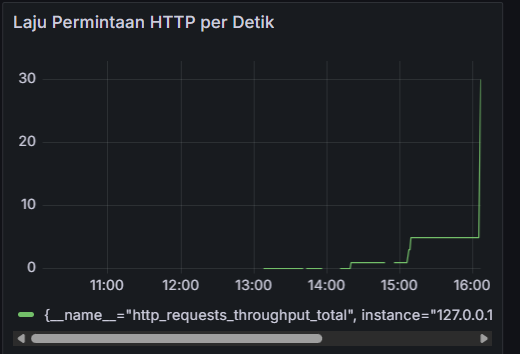 Laju Permintaan HTTP per Detik
30
20
10
0
11:00 12:00 13:00 14:00 15:00 16:00
{__name__="http_requests_throughput_total", instance="127.0.0.1